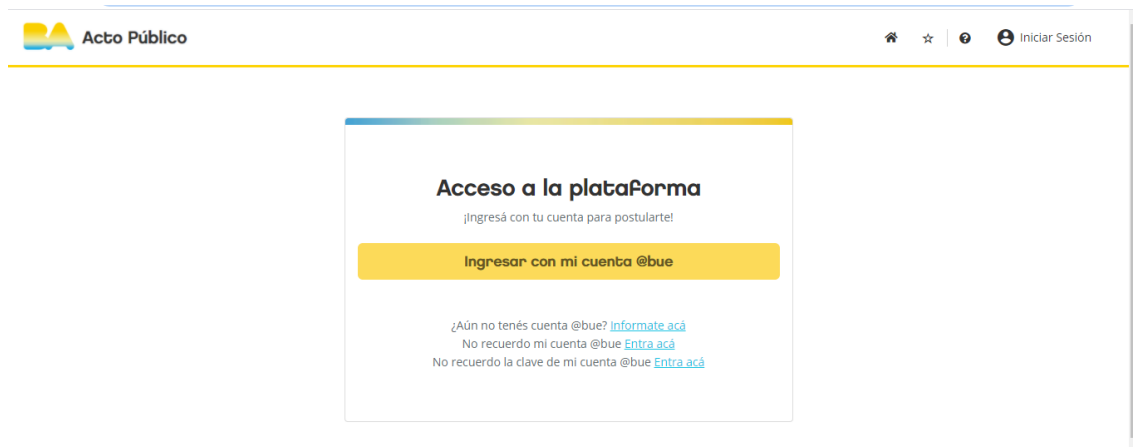 BA Acto Público
Iniciar Sesión
Acceso a la plataforma
¡Ingresá con tu cuenta para postularte!
Ingresar con mi cuenta @bue
¿Aún no tenés cuenta @bue? Informate acá
No recuerdo mi cuenta @bue Entra acá
No recuerdo la clave de mi cuenta @bue Entra acá